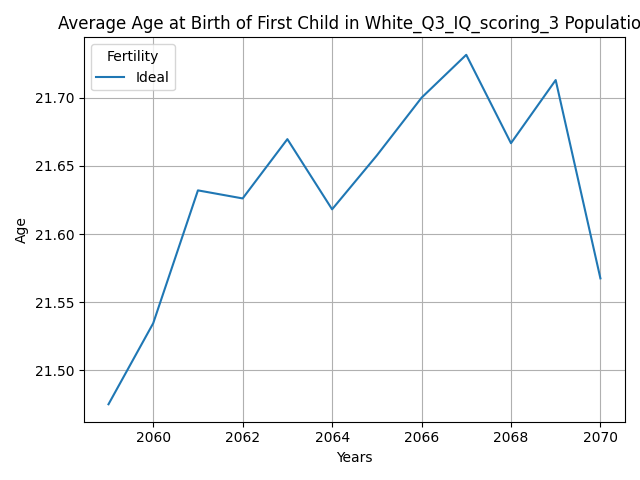 Average Age at Birth of First Child in White_Q3_IQ_scoring_3 Populatio
Fertility
Ideal
21.70
21.65
21.60
21.55
21.50
Age
2060 2062 2064 2066 2068 2070
Years